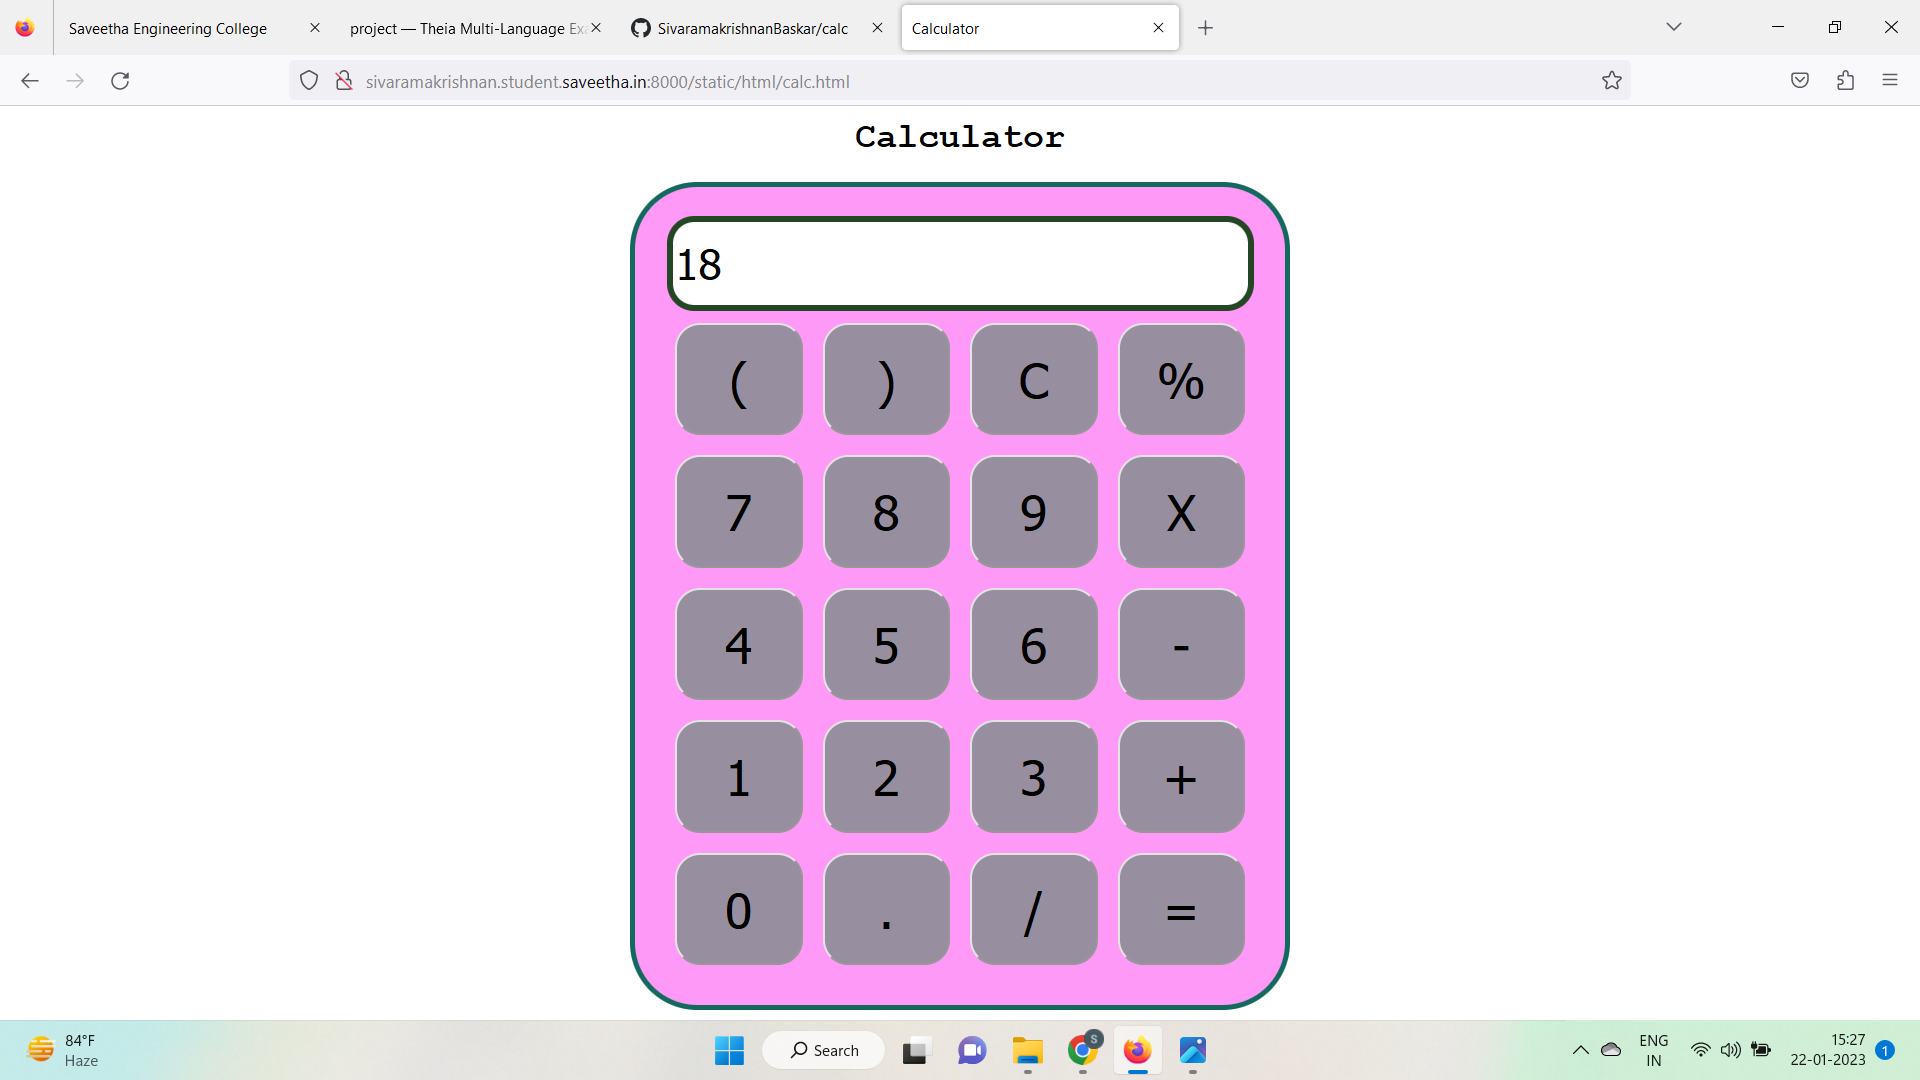 Saveetha Engineering College
project — Theia Multi-Language Exa
SivaramakrishnanBaskar/calc
Calculator
sivaramakrishnan.student.saveetha.in:8000/static/html/calc.html
Calculator
18
( ) C %
7 8 9 X
4 5 6 -
1 2 3 +
0 . / =
84°F
Haze
Search
S
ENG
IN
15:27
22-01-2023
1